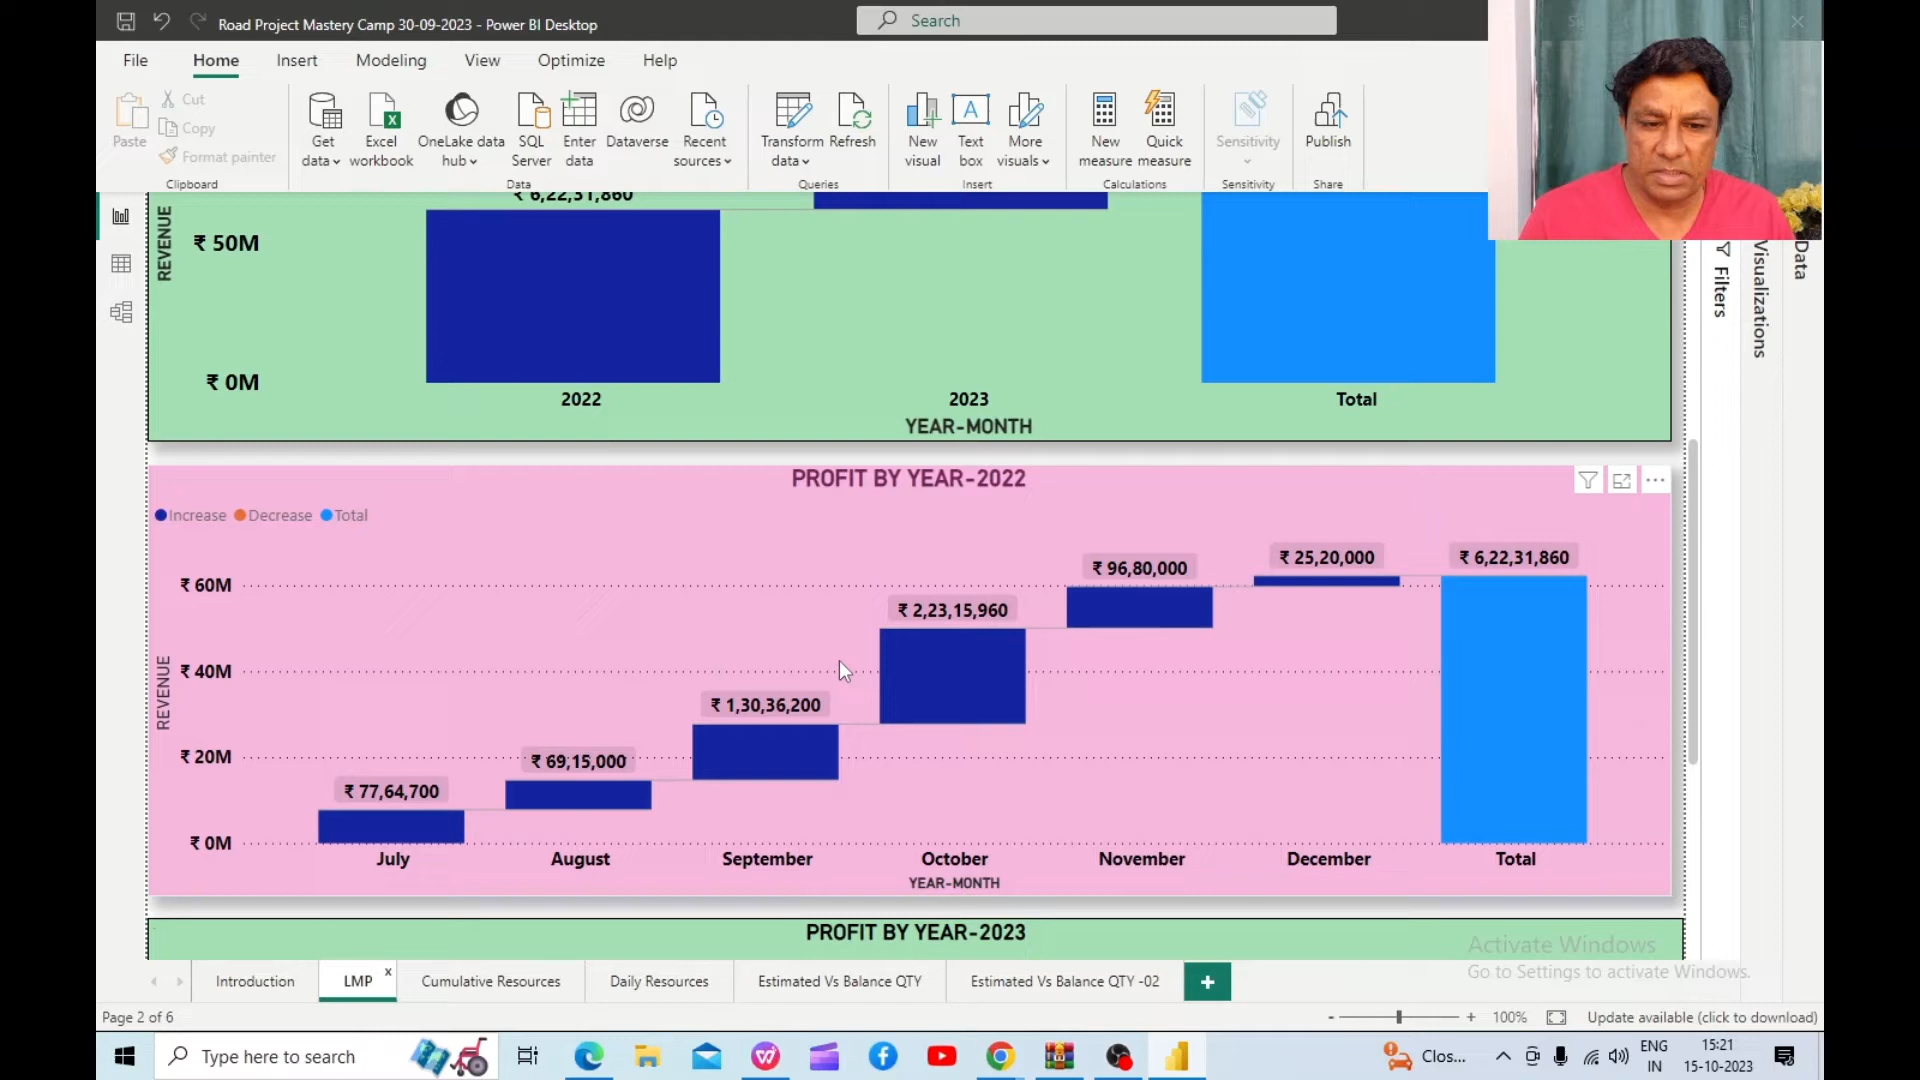 Road Project Mastery Camp 30-09-2023 - Power BI Desktop
Search
File Home Insert Modeling View Optimize Help
Paste
Cut
Copy
Format painter
Clipboard
Get data
Excel workbook
OneLake data hub
SQL Server
Enter data
Dataverse
Recent sources
Data
Transform data
Refresh
Queries
New visual
Text box
More visuals
Insert
New measure
Quick measure
Calculations
Sensitivity
Sensitivity
Publish
Share
₹ 6,22,31,860
REVENUE
₹ 50M
₹ 0M
2022 2023 Total
YEAR-MONTH
Filters
Visualizations
Data
PROFIT BY YEAR-2022
Increase Decrease Total
REVENUE
₹ 60M
₹ 40M
₹ 20M
₹ 0M
₹ 77,64,700
₹ 69,15,000
₹ 1,30,36,200
₹ 2,23,15,960
₹ 96,80,000
₹ 25,20,000
₹ 6,22,31,860
July August September October November December Total
YEAR-MONTH
PROFIT BY YEAR-2023
Activate Windows
Go to Settings to activate Windows.
Introduction LMP x Cumulative Resources Daily Resources Estimated Vs Balance QTY Estimated Vs Balance QTY -02 +
Page 2 of 6
- + 100% Update available (click to download)
Type here to search
Clos...
ENG
IN
15:21
15-10-2023